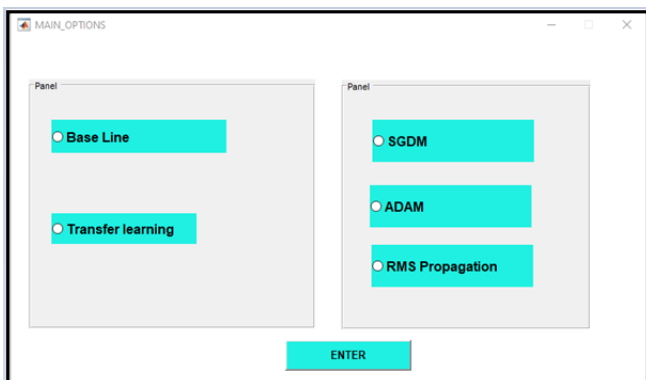 MAIN_OPTIONS
Panel
Base Line
Transfer learning
Panel
SGDM
ADAM
RMS Propagation
ENTER